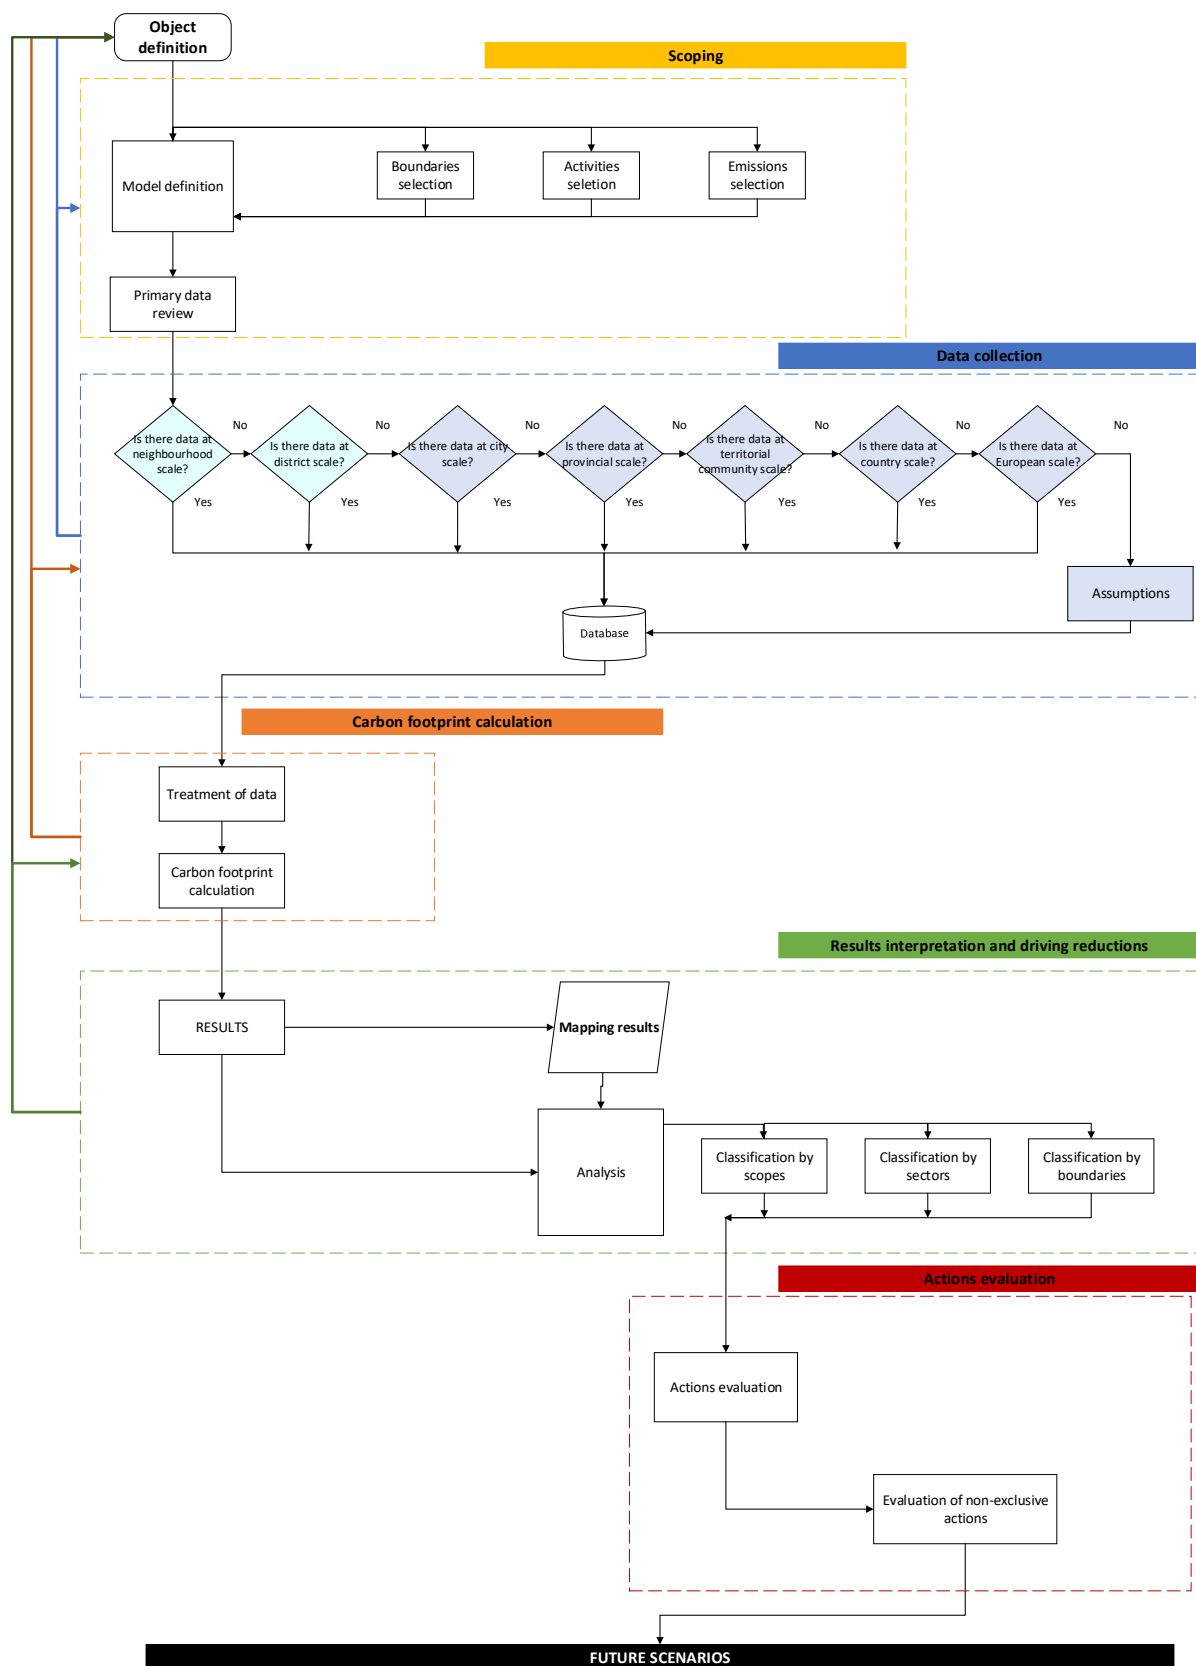 Object
definition
Scoping
Model definition
Boundaries
selection
Activities
seletion
Emissions
selection
Primary data
review
Data collection
Is there data at
neighbourhood
scale?
No
Yes
Is there data at
district scale?
No
Yes
Is there data at city
scale?
No
Yes
Is there data at
provincial scale?
No
Yes
Is there data at
territorial
community scale?
No
Yes
Is there data at
country scale?
No
Yes
Is there data at
European scale?
No
Yes
Assumptions
Database
Carbon footprint calculation
Treatment of data
Carbon footprint
calculation
Results interpretation and driving reductions
RESULTS
Mapping results
Analysis
Classification by
scopes
Classification by
sectors
Classification by
boundaries
Actions evaluation
Actions evaluation
Evaluation of non-exclusive
actions
FUTURE SCENARIOS